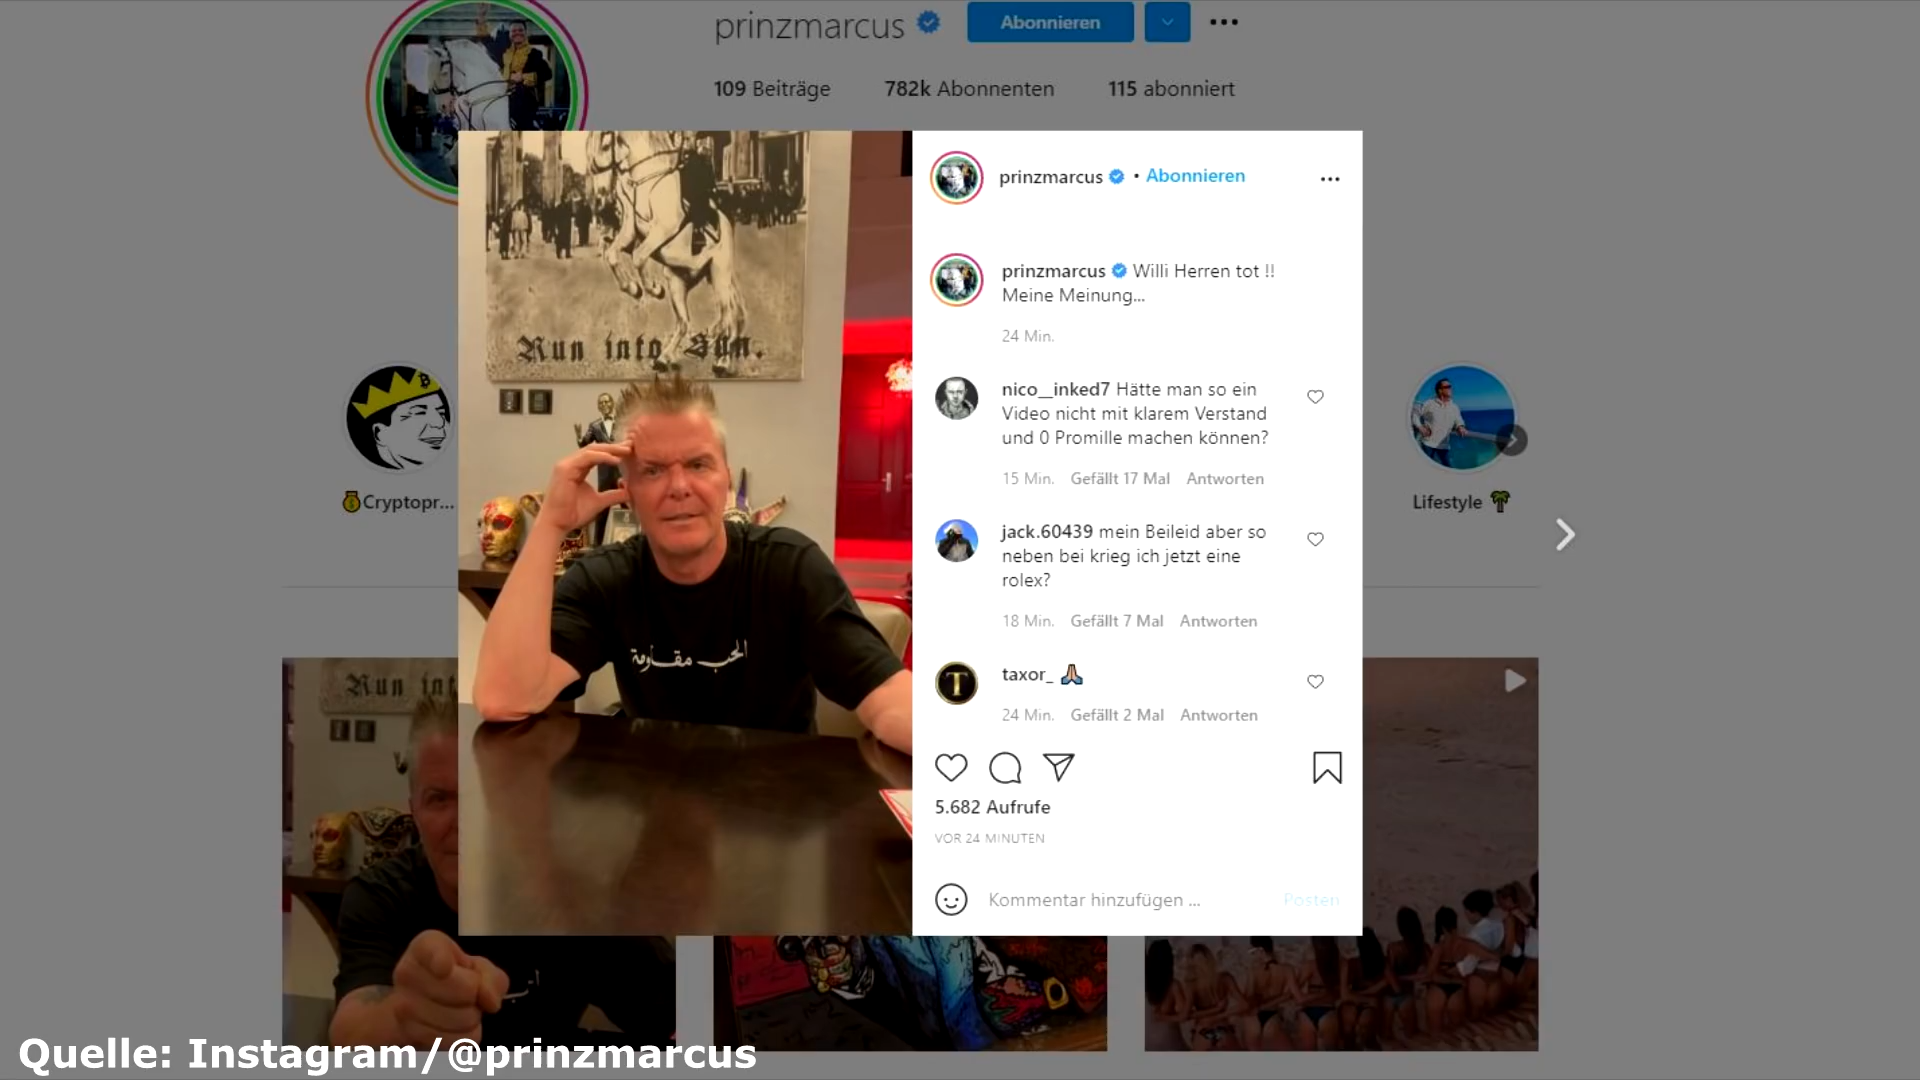 prinzmarcus
Abonnieren
109 Beiträge
782k Abonnenten
115 abonniert
Run into Sun.
الحب مقاومة
prinzmarcus • Abonnieren
prinzmarcus Willi Herren tot !!
Meine Meinung...
24 Min.
nico__inked7 Hätte man so ein
Video nicht mit klarem Verstand
und 0 Promille machen können?
15 Min. Gefällt 17 Mal Antworten
jack.60439 mein Beileid aber so
neben bei krieg ich jetzt eine
rolex?
18 Min. Gefällt 7 Mal Antworten
taxor_ 🙏
24 Min. Gefällt 2 Mal Antworten
5.682 Aufrufe
VOR 24 MINUTEN
Kommentar hinzufügen ...
Posten
Cryptopr...
Lifestyle
Run int
Quelle: Instagram/@prinzmarcus